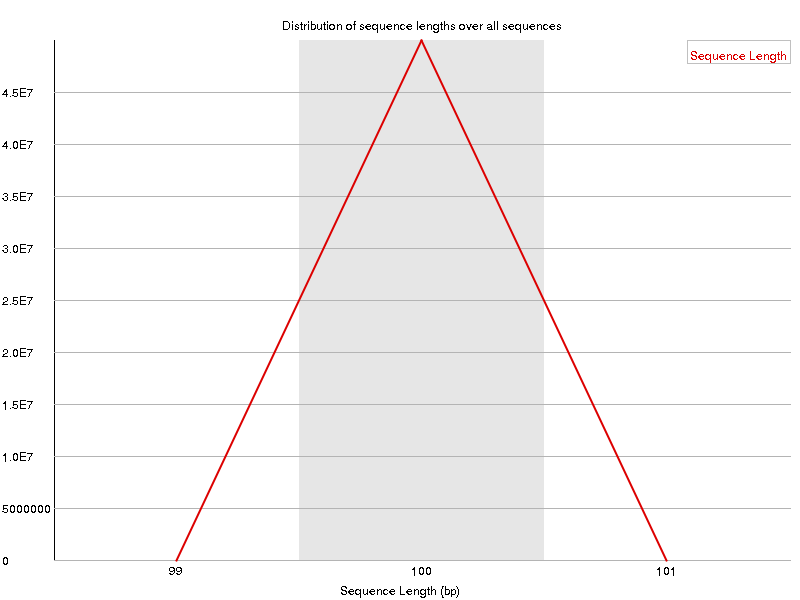 Distribution of sequence lengths over all sequences
Sequence Length
4.5E7
4.0E7
3.5E7
3.0E7
2.5E7
2.0E7
1.5E7
1.0E7
5000000
0
99 100 101
Sequence Length (bp)